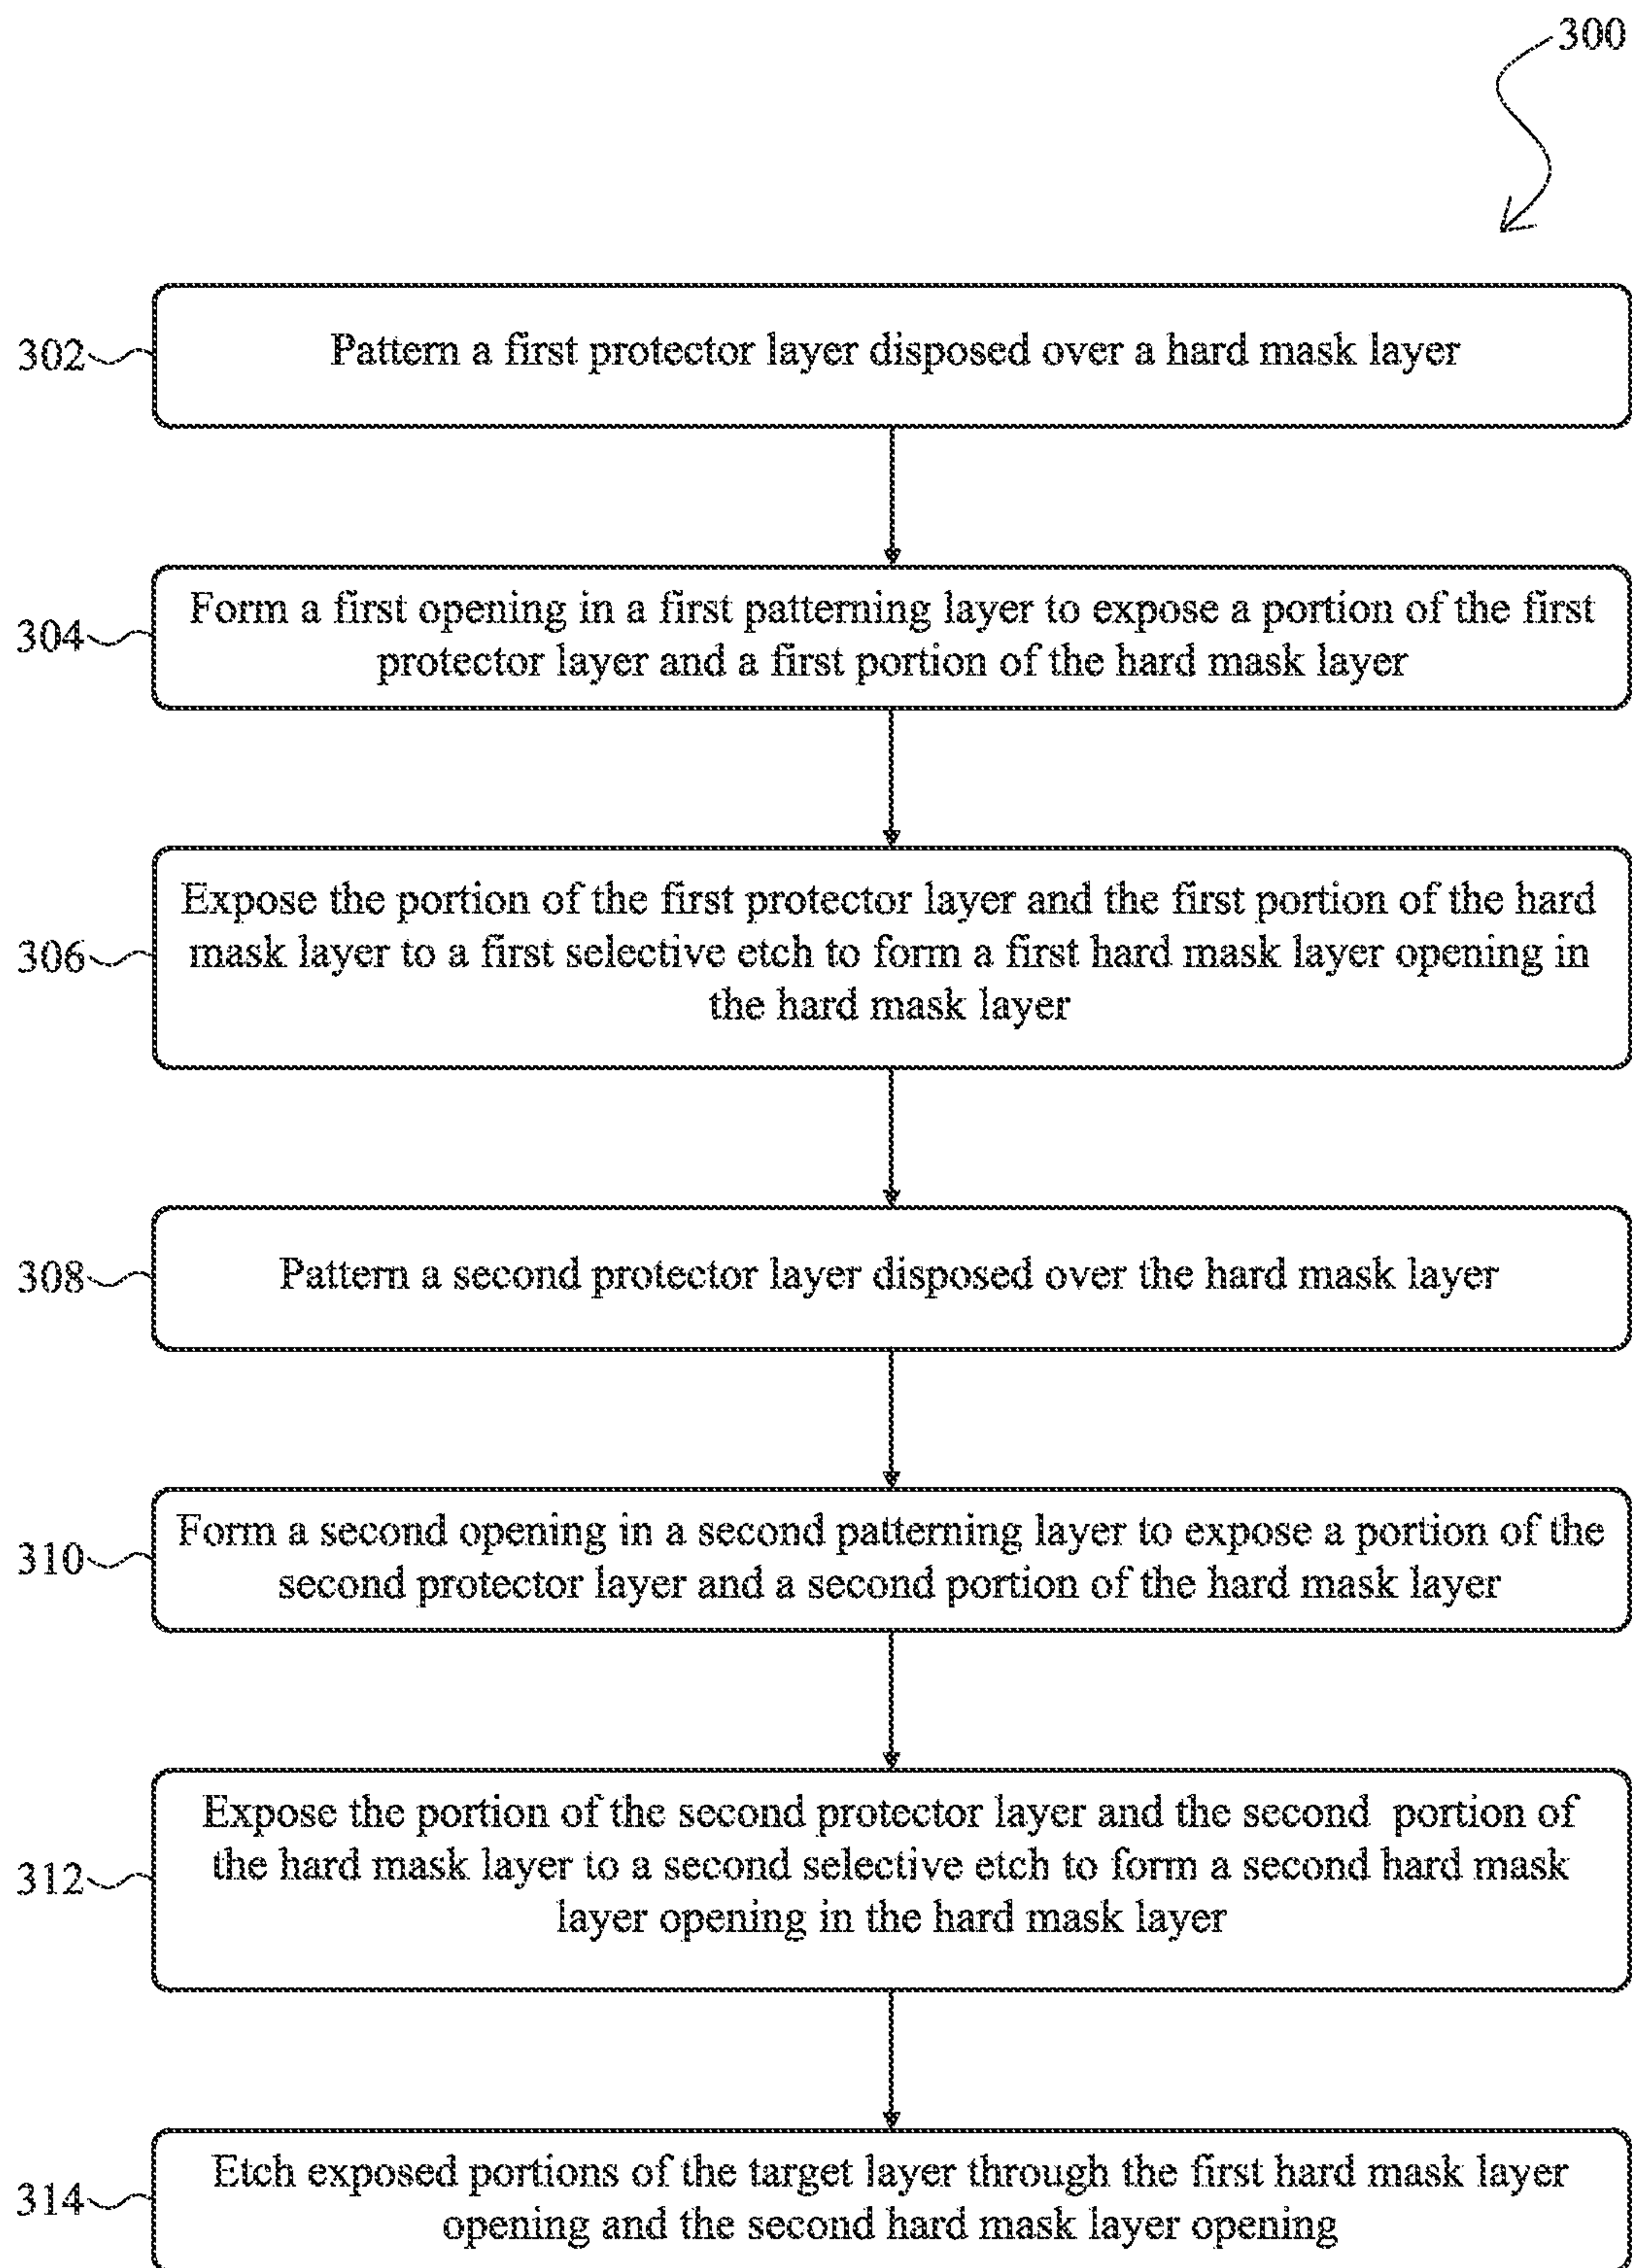 300
302
Pattern a first protector layer disposed over a hard mask layer
304
Form a first opening in a first patterning layer to expose a portion of the first
protector layer and a first portion of the hard mask layer
306
Expose the portion of the first protector layer and the first portion of the hard
mask layer to a first selective etch to form a first hard mask layer opening in
the hard mask layer
308
Pattern a second protector layer disposed over the hard mask layer
310
Form a second opening in a second patterning layer to expose a portion of the
second protector layer and a second portion of the hard mask layer
312
Expose the portion of the second protector layer and the second portion of
the hard mask layer to a second selective etch to form a second hard mask
layer opening in the hard mask layer
314
Etch exposed portions of the target layer through the first hard mask layer
opening and the second hard mask layer opening